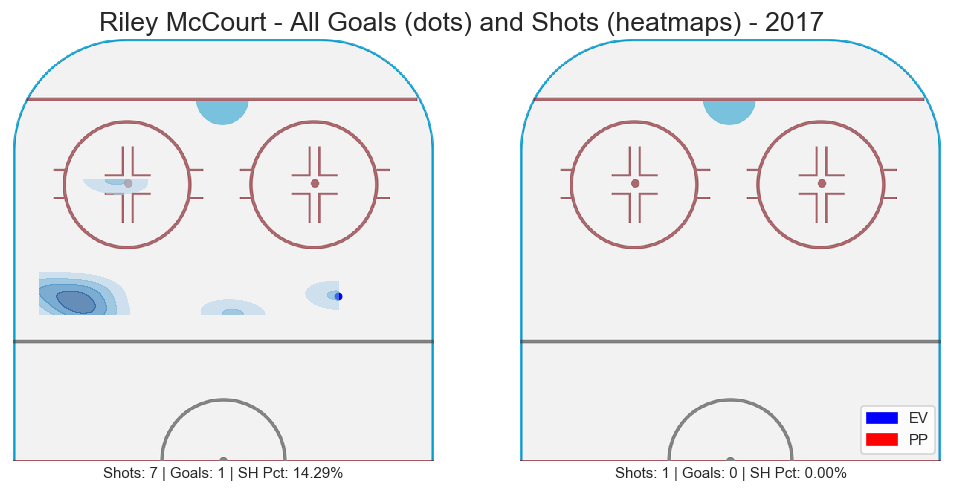 Riley McCourt - All Goals (dots) and Shots (heatmaps) - 2017
EV
PP
Shots: 7 | Goals: 1 | SH Pct: 14.29%
Shots: 1 | Goals: 0 | SH Pct: 0.00%